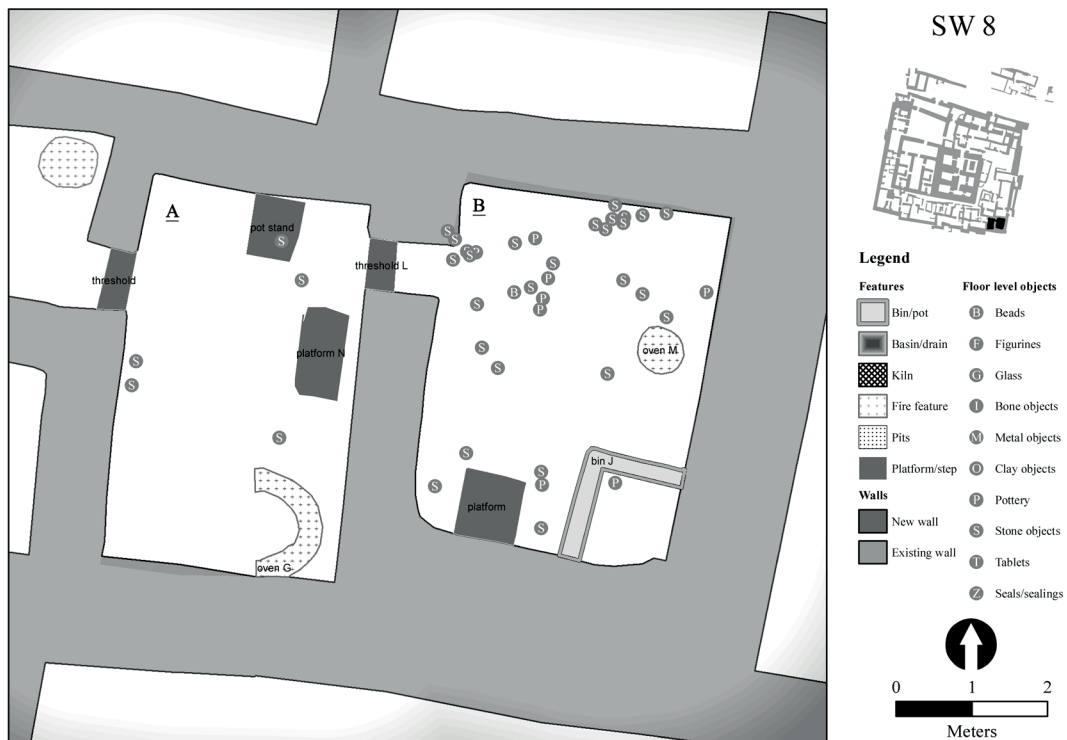 SW 8
A
B
pot stand
S
threshold
threshold L
S
platform N
S
S
S
oven G
S
S
S
S
S
S
S
S
S
S
S
S
P
S
P
S
S
P
B
S
P
P
S
S
S
oven M
S
S
S
S
S
S
P
S
platform
bin J
P
Legend
Features
Bin/pot
Basin/drain
Kiln
Fire feature
Pits
Platform/step
Walls
New wall
Existing wall
Floor level objects
B Beads
F Figurines
G Glass
I Bone objects
M Metal objects
O Clay objects
P Pottery
S Stone objects
T Tablets
Z Seals/sealings
0 1 2
Meters